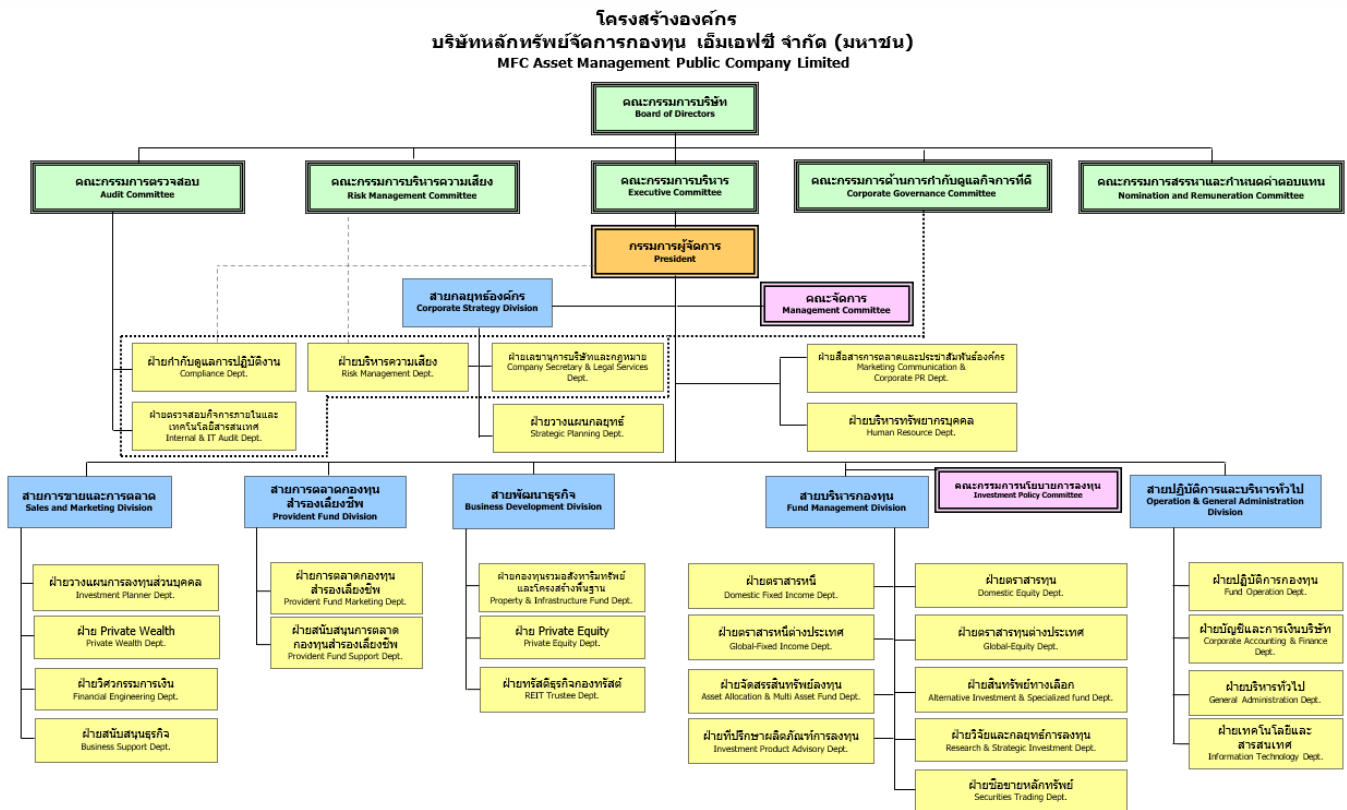 โครงสร้างองค์กร
บริษัทหลักทรัพย์จัดการกองทุน เอ็มเอฟซี จำกัด (มหาชน)
MFC Asset Management Public Company Limited
คณะกรรมการบริษัท
Board of Directors
คณะกรรมการตรวจสอบ
Audit Committee
คณะกรรมการบริหารความเสี่ยง
Risk Management Committee
คณะกรรมการบริหาร
Executive Committee
คณะกรรมการด้านการกำกับดูแลกิจการที่ดี
Corporate Governance Committee
คณะกรรมการสรรหาและกำหนดค่าตอบแทน
Nomination and Remuneration Committee
กรรมการผู้จัดการ
President
สายกลยุทธ์องค์กร
Corporate Strategy Division
คณะจัดการ
Management Committee
ฝ่ายกำกับดูแลการปฏิบัติงาน
Compliance Dept.
ฝ่ายบริหารความเสี่ยง
Risk Management Dept.
ฝ่ายเลขานุการบริษัทและกฎหมาย
Company Secretary & Legal Services
Dept.
ฝ่ายสื่อสารการตลาดและประชาสัมพันธ์องค์กร
Marketing Communication &
Corporate PR Dept.
ฝ่ายตรวจสอบกิจการภายในและ
เทคโนโลยีสารสนเทศ
Internal & IT Audit Dept.
ฝ่ายวางแผนกลยุทธ์
Strategic Planning Dept.
ฝ่ายบริหารทรัพยากรบุคคล
Human Resource Dept.
สายการขายและการตลาด
Sales and Marketing Division
สายการตลาดกองทุน
สำรองเลี้ยงชีพ
Provident Fund Division
สายพัฒนาธุรกิจ
Business Development Division
สายบริหารกองทุน
Fund Management Division
คณะกรรมการนโยบายการลงทุน
Investment Policy Committee
สายปฏิบัติการและบริหารทั่วไป
Operation & General Administration
Division
ฝ่ายวางแผนการลงทุนส่วนบุคคล
Investment Planner Dept.
ฝ่าย Private Wealth
Private Wealth Dept.
ฝ่ายวิศวกรรมการเงิน
Financial Engineering Dept.
ฝ่ายสนับสนุนธุรกิจ
Business Support Dept.
ฝ่ายการตลาดกองทุน
สำรองเลี้ยงชีพ
Provident Fund Marketing Dept.
ฝ่ายสนับสนุนการตลาด
กองทุนสำรองเลี้ยงชีพ
Provident Fund Support Dept.
ฝ่ายกองทุนรวมอสังหาริมทรัพย์
และโครงสร้างพื้นฐาน
Property & Infrastructure Fund Dept.
ฝ่าย Private Equity
Private Equity Dept.
ฝ่ายทรัสตีธุรกิจกองทรัสต์
REIT Trustee Dept.
ฝ่ายตราสารหนี้
Domestic Fixed Income Dept.
ฝ่ายตราสารทุน
Domestic Equity Dept.
ฝ่ายตราสารหนี้ต่างประเทศ
Global-Fixed Income Dept.
ฝ่ายตราสารทุนต่างประเทศ
Global-Equity Dept.
ฝ่ายจัดสรรสินทรัพย์ลงทุน
Asset Allocation & Multi Asset Fund Dept.
ฝ่ายสินทรัพย์ทางเลือก
Alternative Investment & Specialized fund Dept.
ฝ่ายที่ปรึกษาผลิตภัณฑ์การลงทุน
Investment Product Advisory Dept.
ฝ่ายวิจัยและกลยุทธ์การลงทุน
Research & Strategic Investment Dept.
ฝ่ายซื้อขายหลักทรัพย์
Securities Trading Dept.
ฝ่ายปฏิบัติการกองทุน
Fund Operation Dept.
ฝ่ายบัญชีและการเงินบริษัท
Corporate Accounting & Finance
Dept.
ฝ่ายบริหารทั่วไป
General Administration Dept.
ฝ่ายเทคโนโลยีและ
สารสนเทศ
Information Technology Dept.